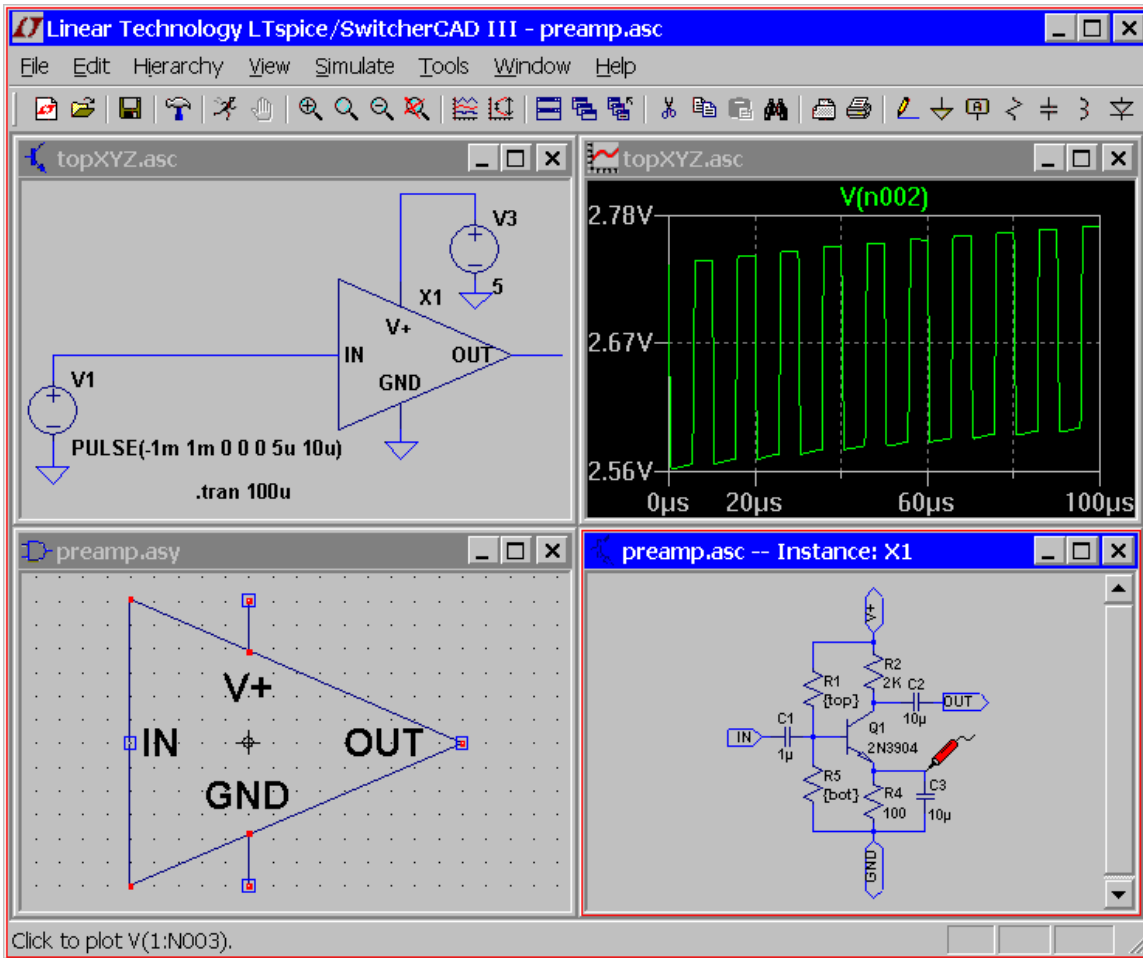 Linear Technology LTspice/SwitcherCAD III - preamp.asc
File Edit Hierarchy View Simulate Tools Window Help
topXYZ.asc
V3
5
X1
V+
IN
OUT
GND
V1
PULSE(-1m 1m 0 0 0 5u 10u)
.tran 100u
topXYZ.asc
V(n002)
2.78V
2.67V
2.56V
0µs 20µs 60µs 100µs
preamp.asy
V+
IN
OUT
GND
preamp.asc -- Instance: X1
V+
R1
{top}
R2
2K
C2
10µ
OUT
C1
1µ
IN
Q1
2N3904
R5
{bot}
R4
100
C3
10µ
GND
Click to plot V(1:N003).